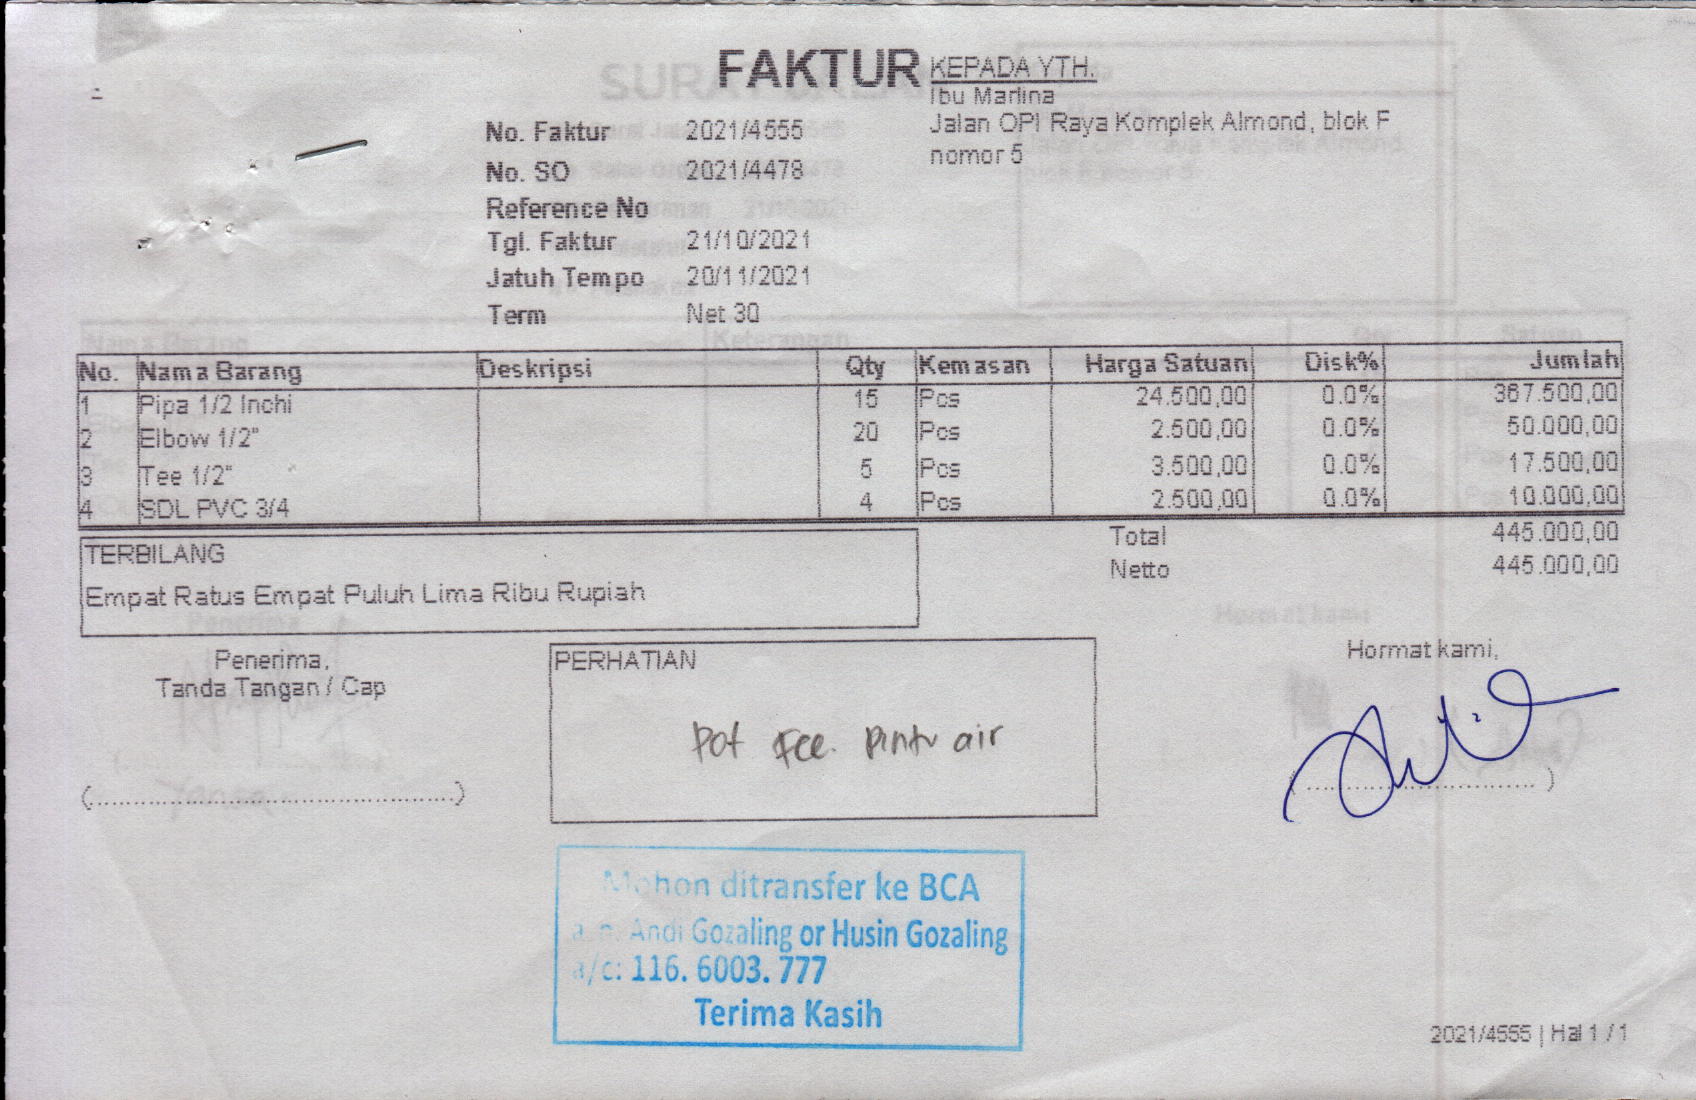 FAKTUR
KEPADA YTH.
Ibu Marlina
Jalan OPI Raya Komplek Almond, blok F
nomor 5
No. Faktur 2021/4555
No. SO 2021/4478
Reference No
Tgl. Faktur 21/10/2021
Jatuh Tempo 20/11/2021
Term Net 30
No. Nama Barang Deskripsi Qty Kemasan Harga Satuan Disk% Jumlah
1 Pipa 1/2 Inchi 15 Pcs 24.500,00 0.0% 367.500,00
2 Elbow 1/2" 20 Pcs 2.500,00 0.0% 50.000,00
3 Tee 1/2" 5 Pcs 3.500,00 0.0% 17.500,00
4 SDL PVC 3/4 4 Pcs 2.500,00 0.0% 10.000,00
Total 445.000,00
Netto 445.000,00
TERBILANG
Empat Ratus Empat Puluh Lima Ribu Rupiah
Penerima,
Tanda Tangan / Cap
(..................................................)
PERHATIAN
Pot Fee. Pintu air
Hormat kami,
Mohon ditransfer ke BCA
a.n. Andi Gozaling or Husin Gozaling
a/c: 116. 6003. 777
Terima Kasih
2021/4555 | Hal 1 / 1